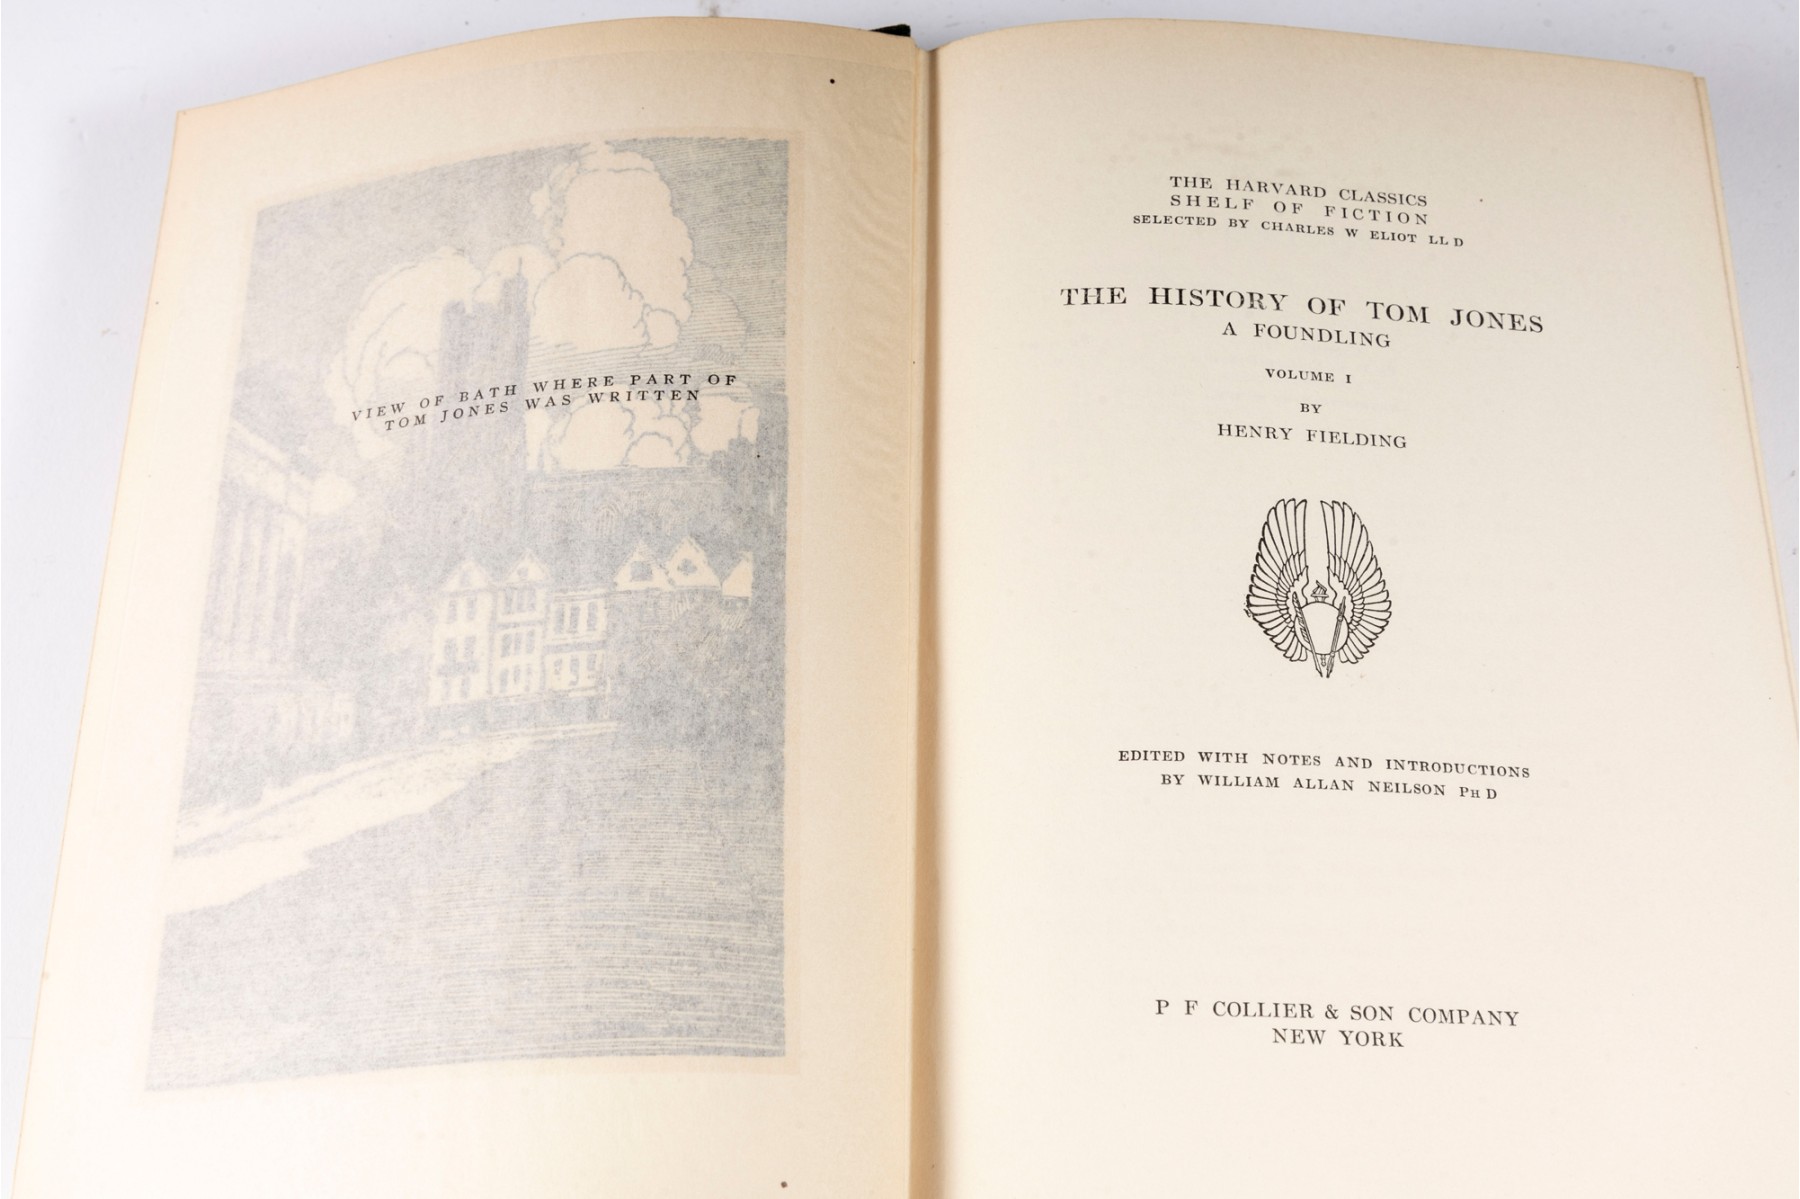 VIEW OF BATH WHERE PART OF
TOM JONES WAS WRITTEN
THE HARVARD CLASSICS
SHELF OF FICTION
SELECTED BY CHARLES W ELIOT LL D
THE HISTORY OF TOM JONES
A FOUNDLING
VOLUME I
BY
HENRY FIELDING
EDITED WITH NOTES AND INTRODUCTIONS
BY WILLIAM ALLAN NEILSON PH D
P F COLLIER & SON COMPANY
NEW YORK